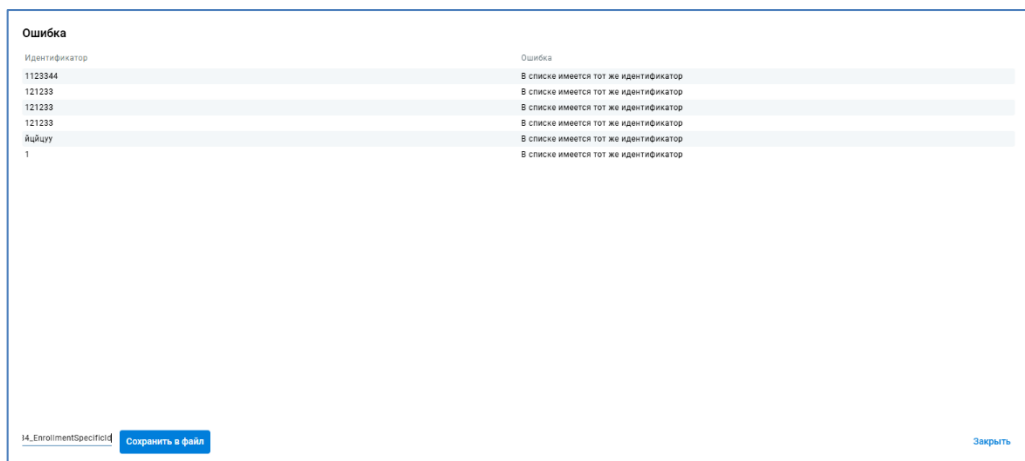 Ошибка
Идентификатор Ошибка
1123344 В списке имеется тот же идентификатор
121233 В списке имеется тот же идентификатор
121233 В списке имеется тот же идентификатор
121233 В списке имеется тот же идентификатор
йцйцуу В списке имеется тот же идентификатор
1 В списке имеется тот же идентификатор
I4_EnrollmentSpecificId Сохранить в файл Закрыть